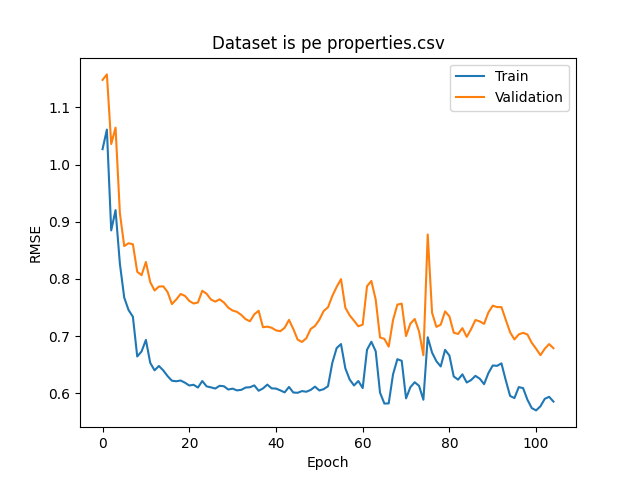 Dataset is pe properties.csv
Train
Validation
RMSE
1.1
1.0
0.9
0.8
0.7
0.6
0 20 40 60 80 100
Epoch